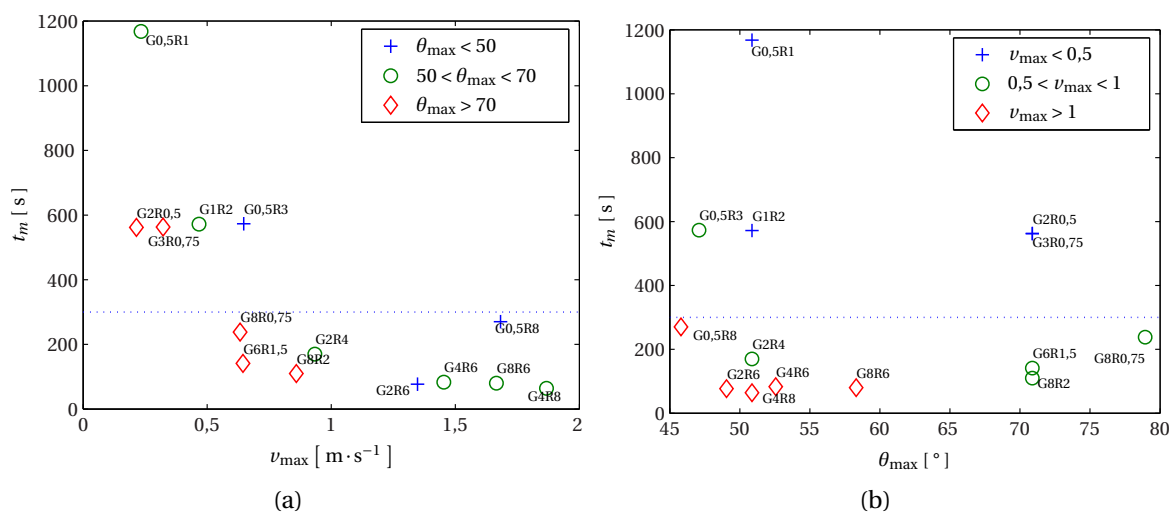 1200
1000
800
600
400
200
0
t_m [ s ]
0
0,5
1
1,5
2
v_max [ m · s⁻¹ ]
θ_max < 50
50 < θ_max < 70
θ_max > 70
G0,5R1
G2R0,5
G1R2
G0,5R3
G3R0,75
G8R0,75
G0,5R8
G2R4
G6R1,5
G8R2
G4R6
G8R6
G2R6
G4R8
(a)
1200
1000
800
600
400
200
0
t_m [ s ]
45
50
55
60
65
70
75
80
θ_max [ ° ]
v_max < 0,5
0,5 < v_max < 1
v_max > 1
G0,5R1
G0,5R3
G1R2
G2R0,5
G3R0,75
G0,5R8
G2R4
G6R1,5
G8R0,75
G2R6
G4R6
G8R6
G8R2
G4R8
(b)